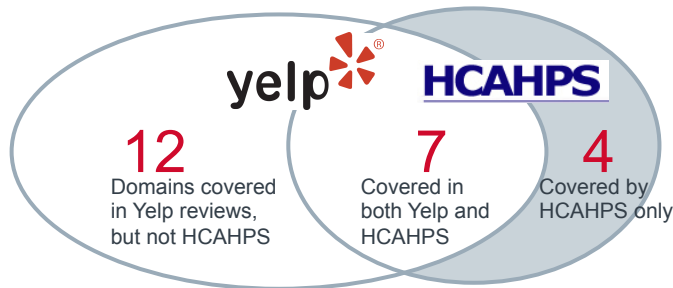 yelp®
HCAHPS
12
Domains covered
in Yelp reviews,
but not HCAHPS
7
Covered in
both Yelp and
HCAHPS
4
Covered by
HCAHPS only